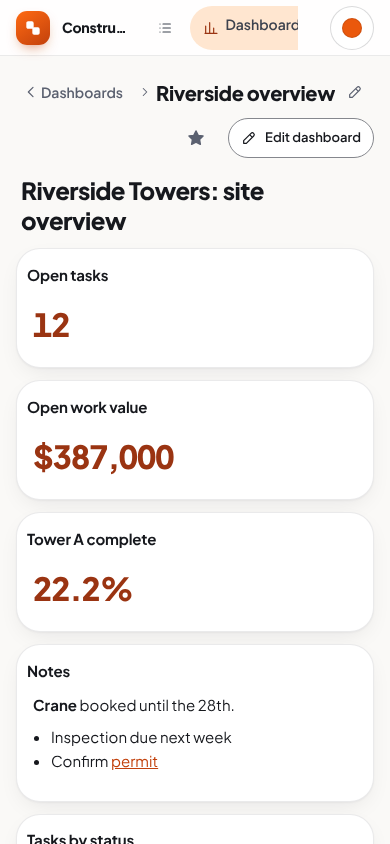 Constru…
Dashboard
Dashboards
Riverside overview
Edit dashboard
Riverside Towers: site
overview
Open tasks
12
Open work value
$387,000
Tower A complete
22.2%
Notes
Crane booked until the 28th.
Inspection due next week
Confirm permit
Tasks by status